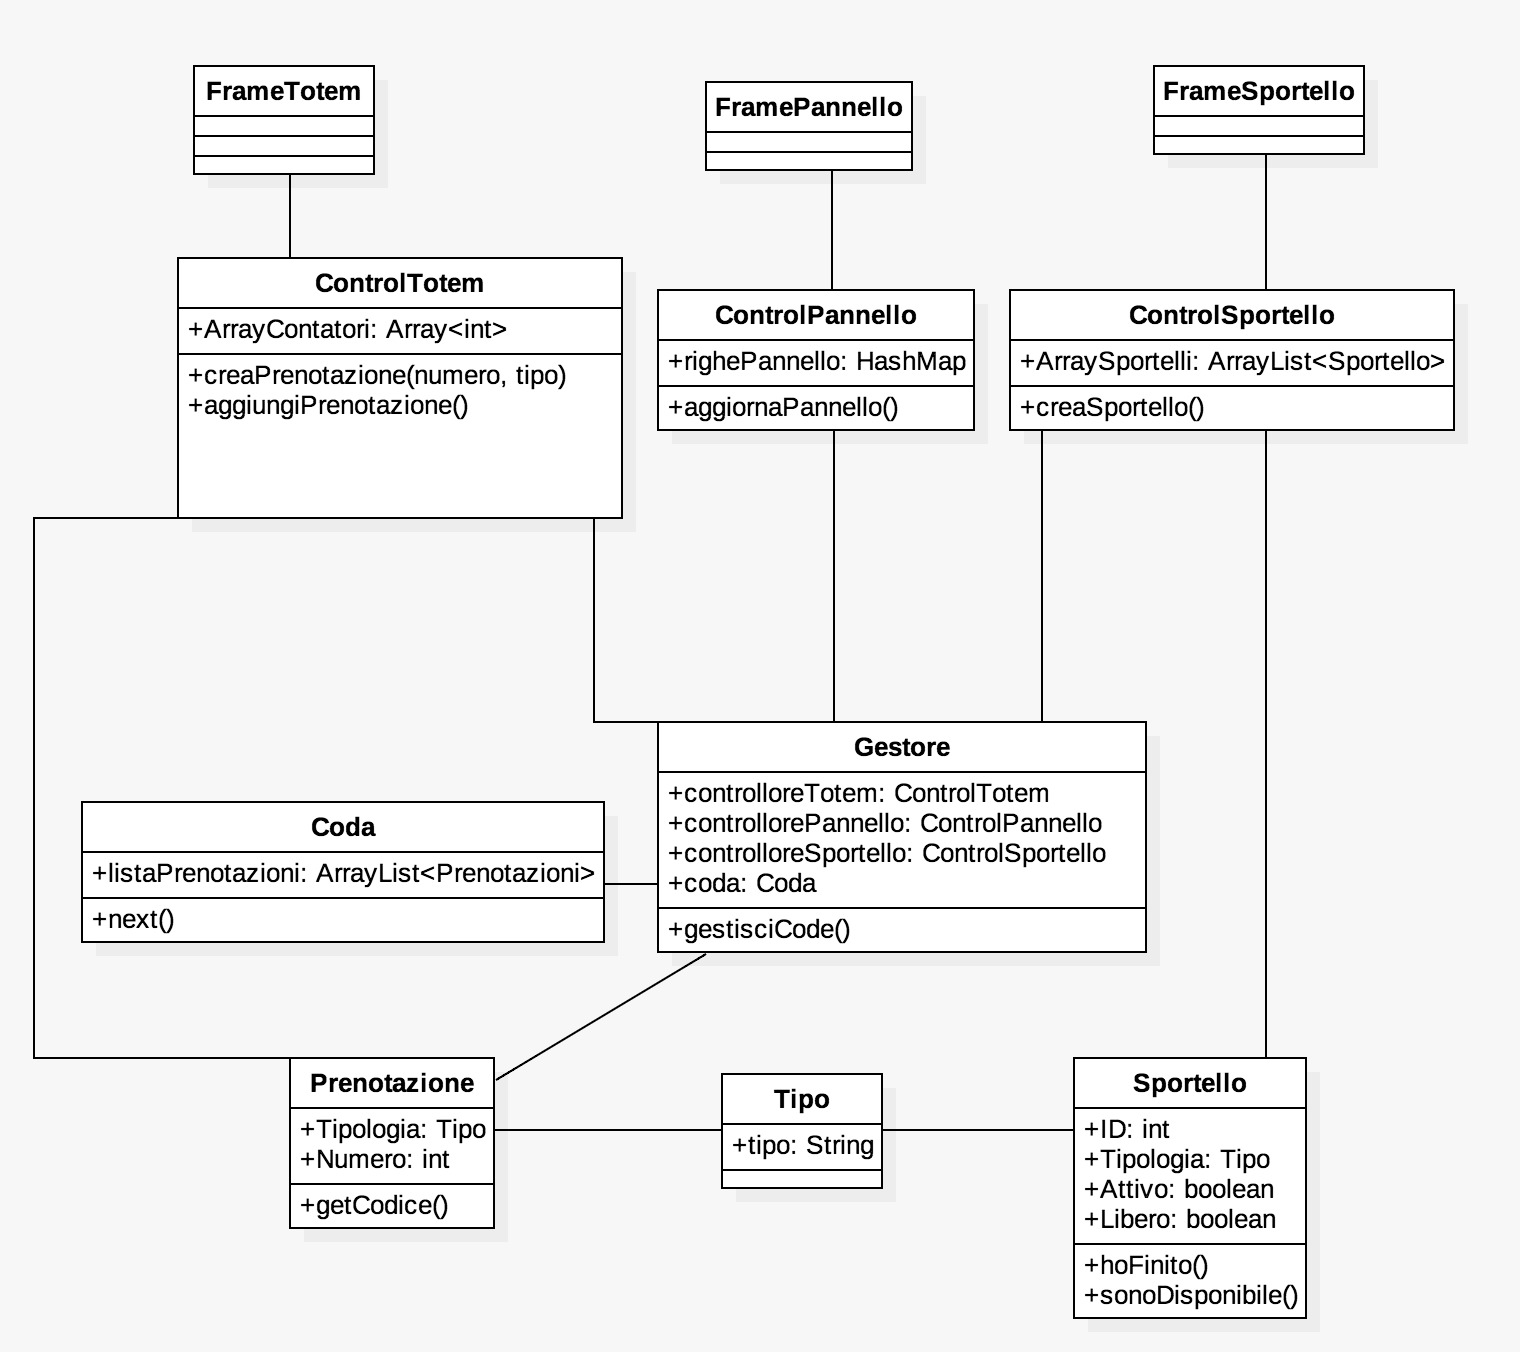 FrameTotem
FramePannello
FrameSportello
ControlTotem
+ArrayContatori: Array<int>
+creaPrenotazione(numero, tipo)
+aggiungiPrenotazione()
ControlPannello
+righePannello: HashMap
+aggiornaPannello()
ControlSportello
+ArraySportelli: ArrayList<Sportello>
+creaSportello()
Gestore
+controlloreTotem: ControlTotem
+controllorePannello: ControlPannello
+controlloreSportello: ControlSportello
+coda: Coda
+gestisciCode()
Coda
+listaPrenotazioni: ArrayList<Prenotazioni>
+next()
Prenotazione
+Tipologia: Tipo
+Numero: int
+getCodice()
Tipo
+tipo: String
Sportello
+ID: int
+Tipologia: Tipo
+Attivo: boolean
+Libero: boolean
+hoFinito()
+sonoDisponibile()